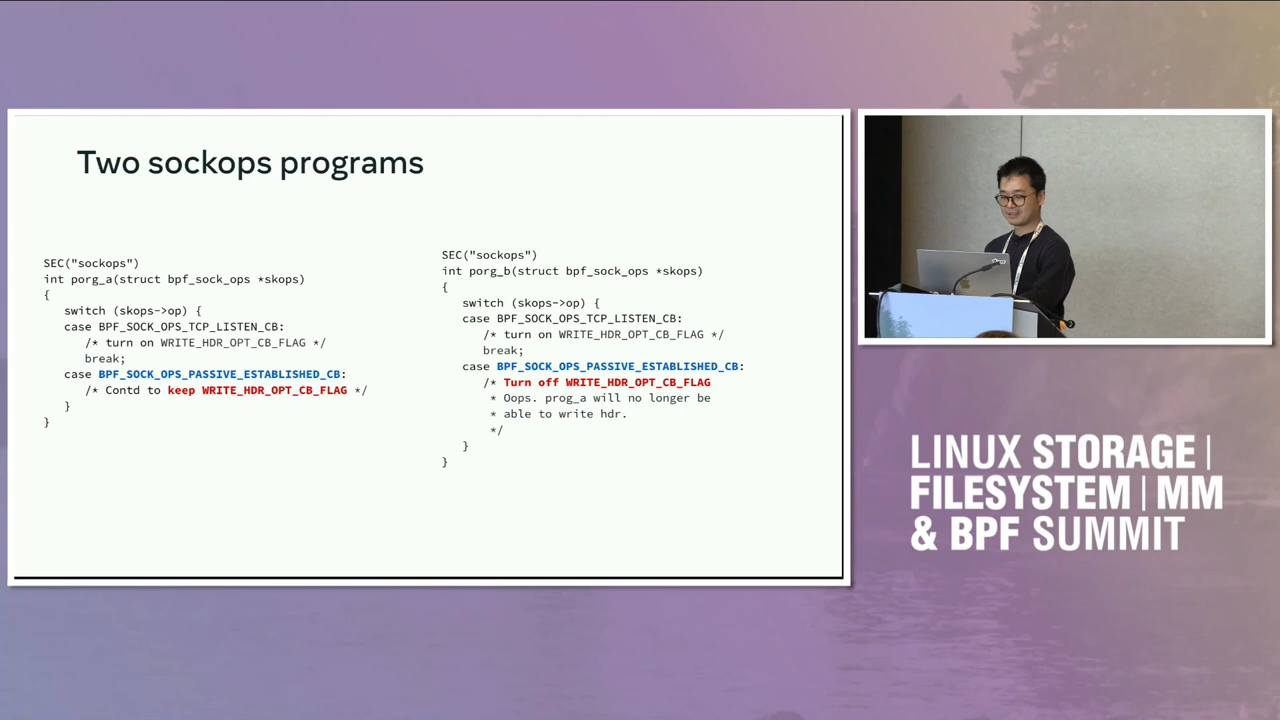 Two sockops programs
SEC("sockops")
int porg_a(struct bpf_sock_ops *skops)
{
switch (skops->op) {
case BPF_SOCK_OPS_TCP_LISTEN_CB:
/* turn on WRITE_HDR_OPT_CB_FLAG */
break;
case BPF_SOCK_OPS_PASSIVE_ESTABLISHED_CB:
/* Contd to keep WRITE_HDR_OPT_CB_FLAG */
}
}
SEC("sockops")
int porg_b(struct bpf_sock_ops *skops)
{
switch (skops->op) {
case BPF_SOCK_OPS_TCP_LISTEN_CB:
/* turn on WRITE_HDR_OPT_CB_FLAG */
break;
case BPF_SOCK_OPS_PASSIVE_ESTABLISHED_CB:
/* Turn off WRITE_HDR_OPT_CB_FLAG
* Oops. prog_a will no longer be
* able to write hdr.
*/
}
}
LINUX STORAGE |
FILESYSTEM | MM
& BPF SUMMIT